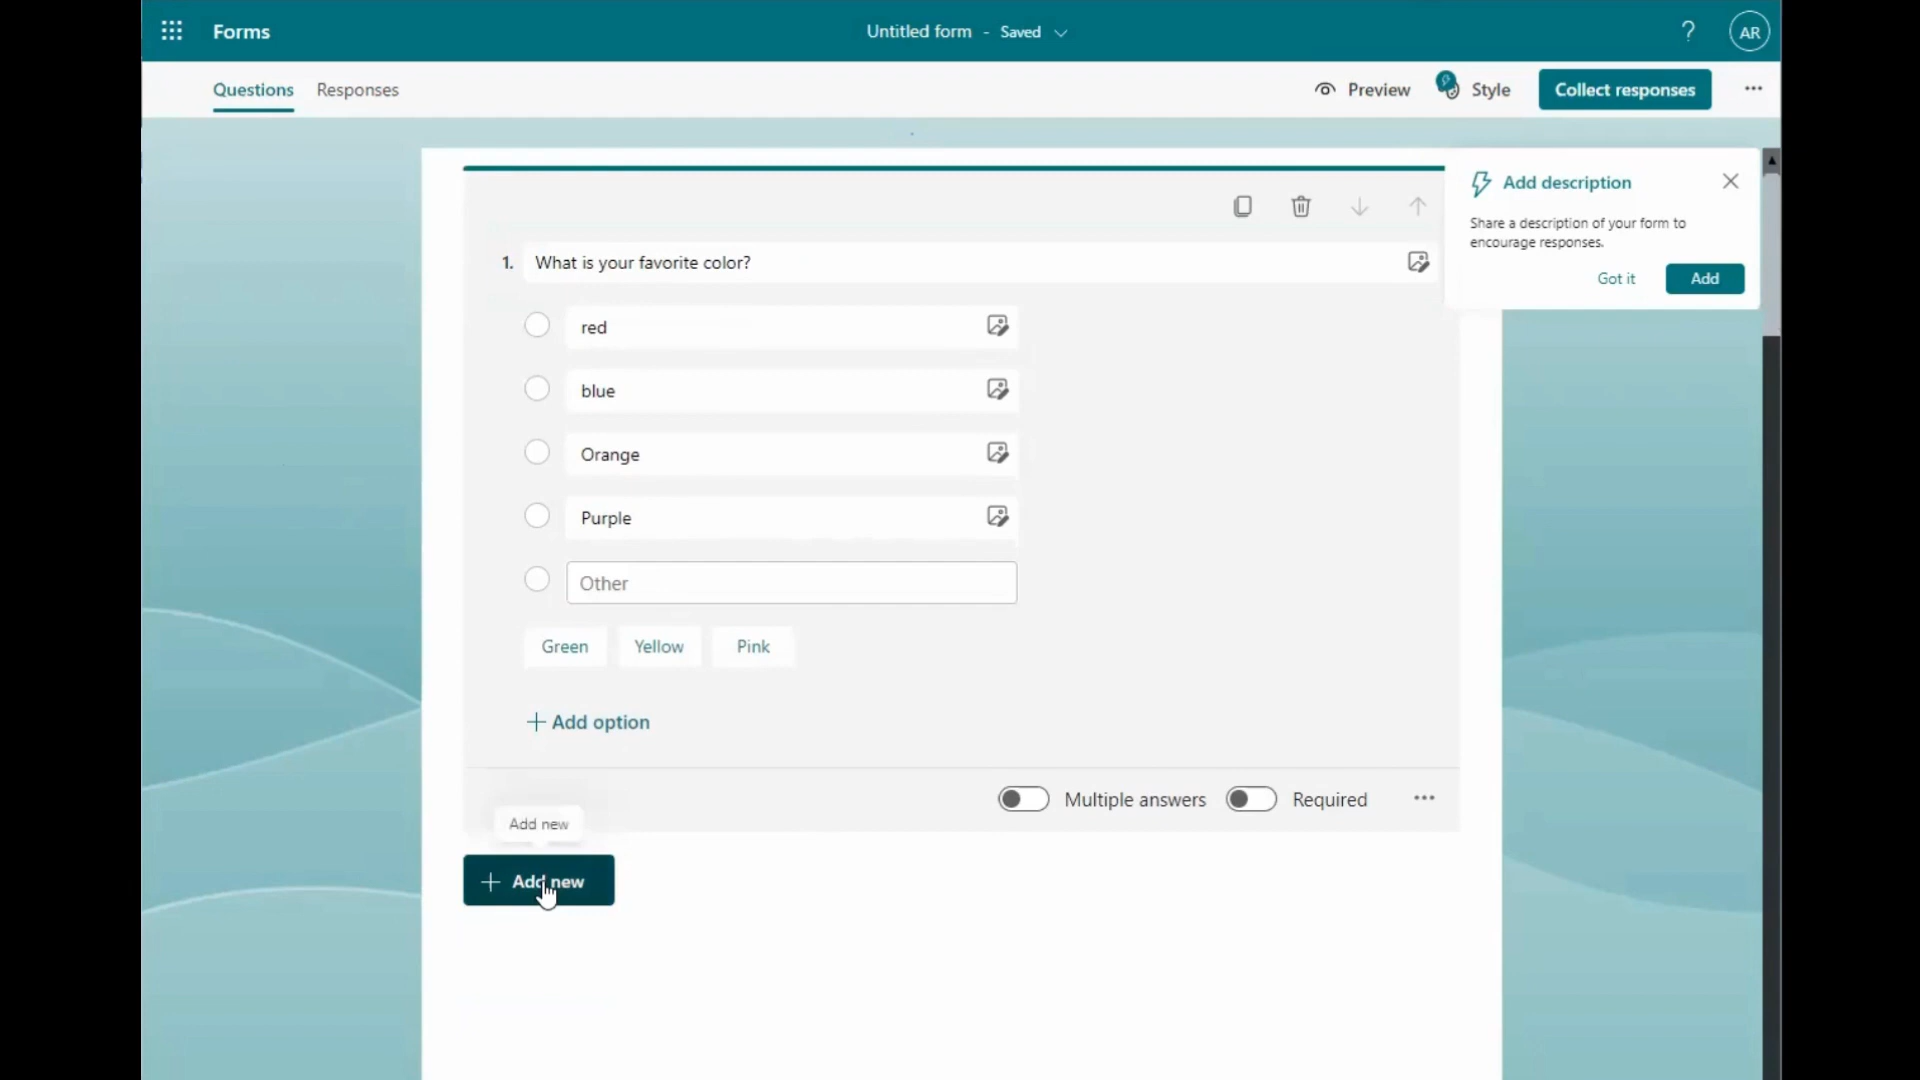 Forms
Untitled form - Saved
?
AR
Questions
Responses
Preview
Style
Collect responses
Add description
Share a description of your form to
encourage responses.
Got it
Add
1. What is your favorite color?
red
blue
Orange
Purple
Other
Green
Yellow
Pink
Add option
Multiple answers
Required
Add new
Add new